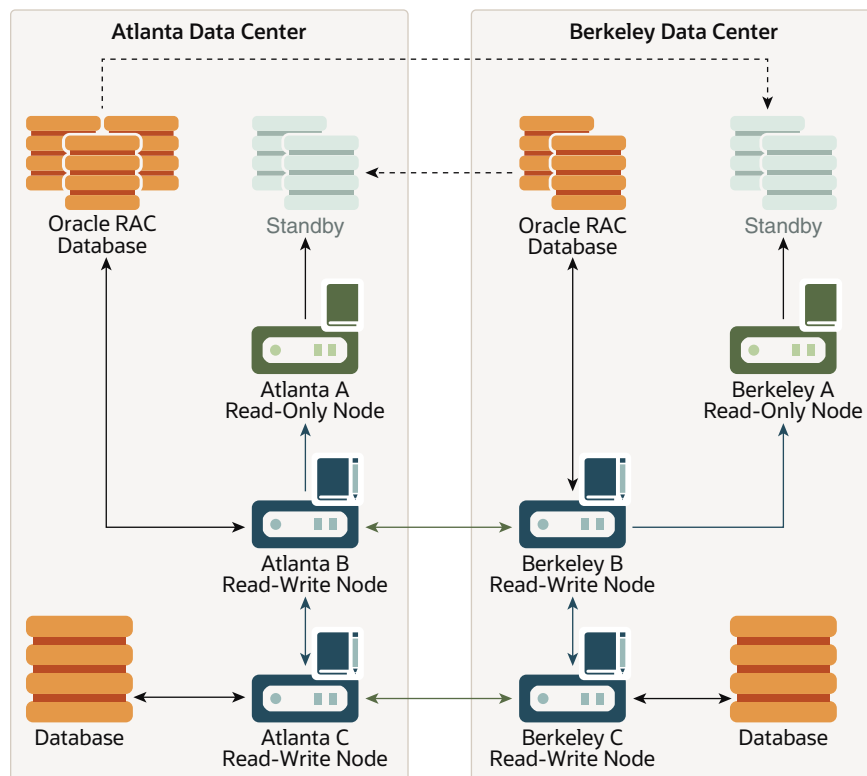 Atlanta Data Center
Berkeley Data Center
Oracle RAC
Database
Standby
Oracle RAC
Database
Standby
Atlanta A
Read-Only Node
Berkeley A
Read-Only Node
Atlanta B
Read-Write Node
Berkeley B
Read-Write Node
Database
Atlanta C
Read-Write Node
Berkeley C
Read-Write Node
Database